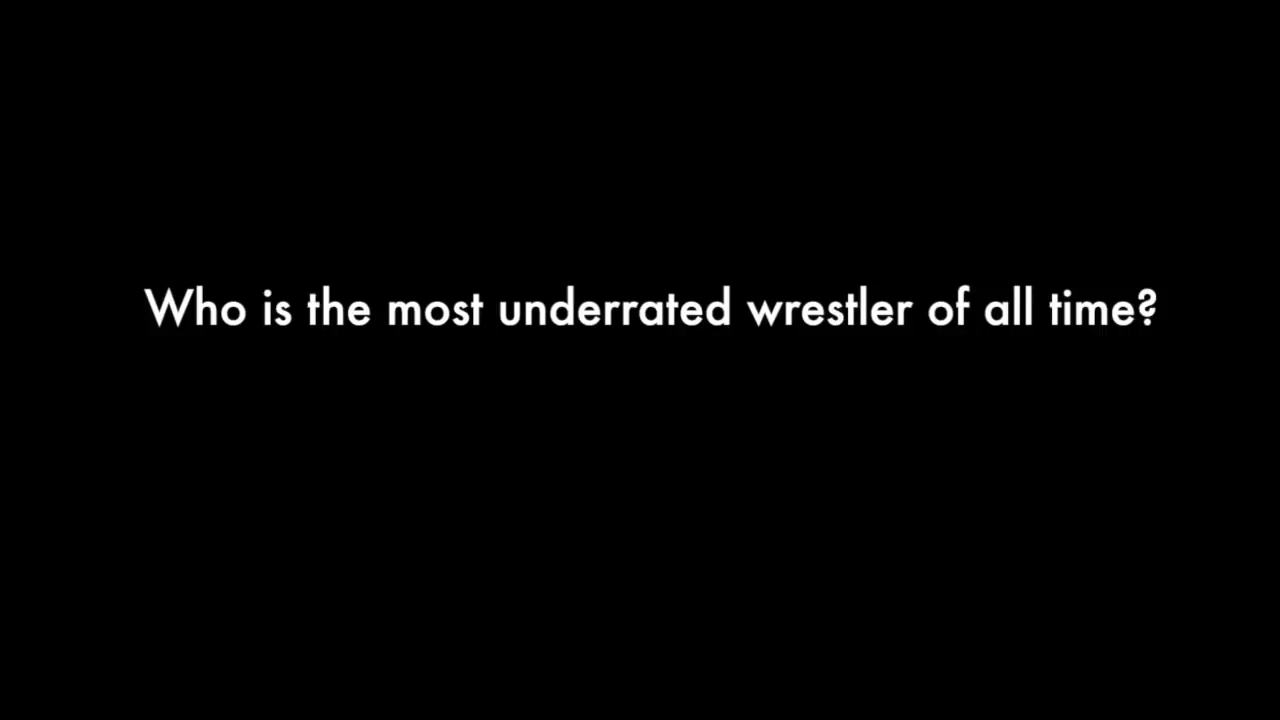 Who is the most underrated wrestler of all time?